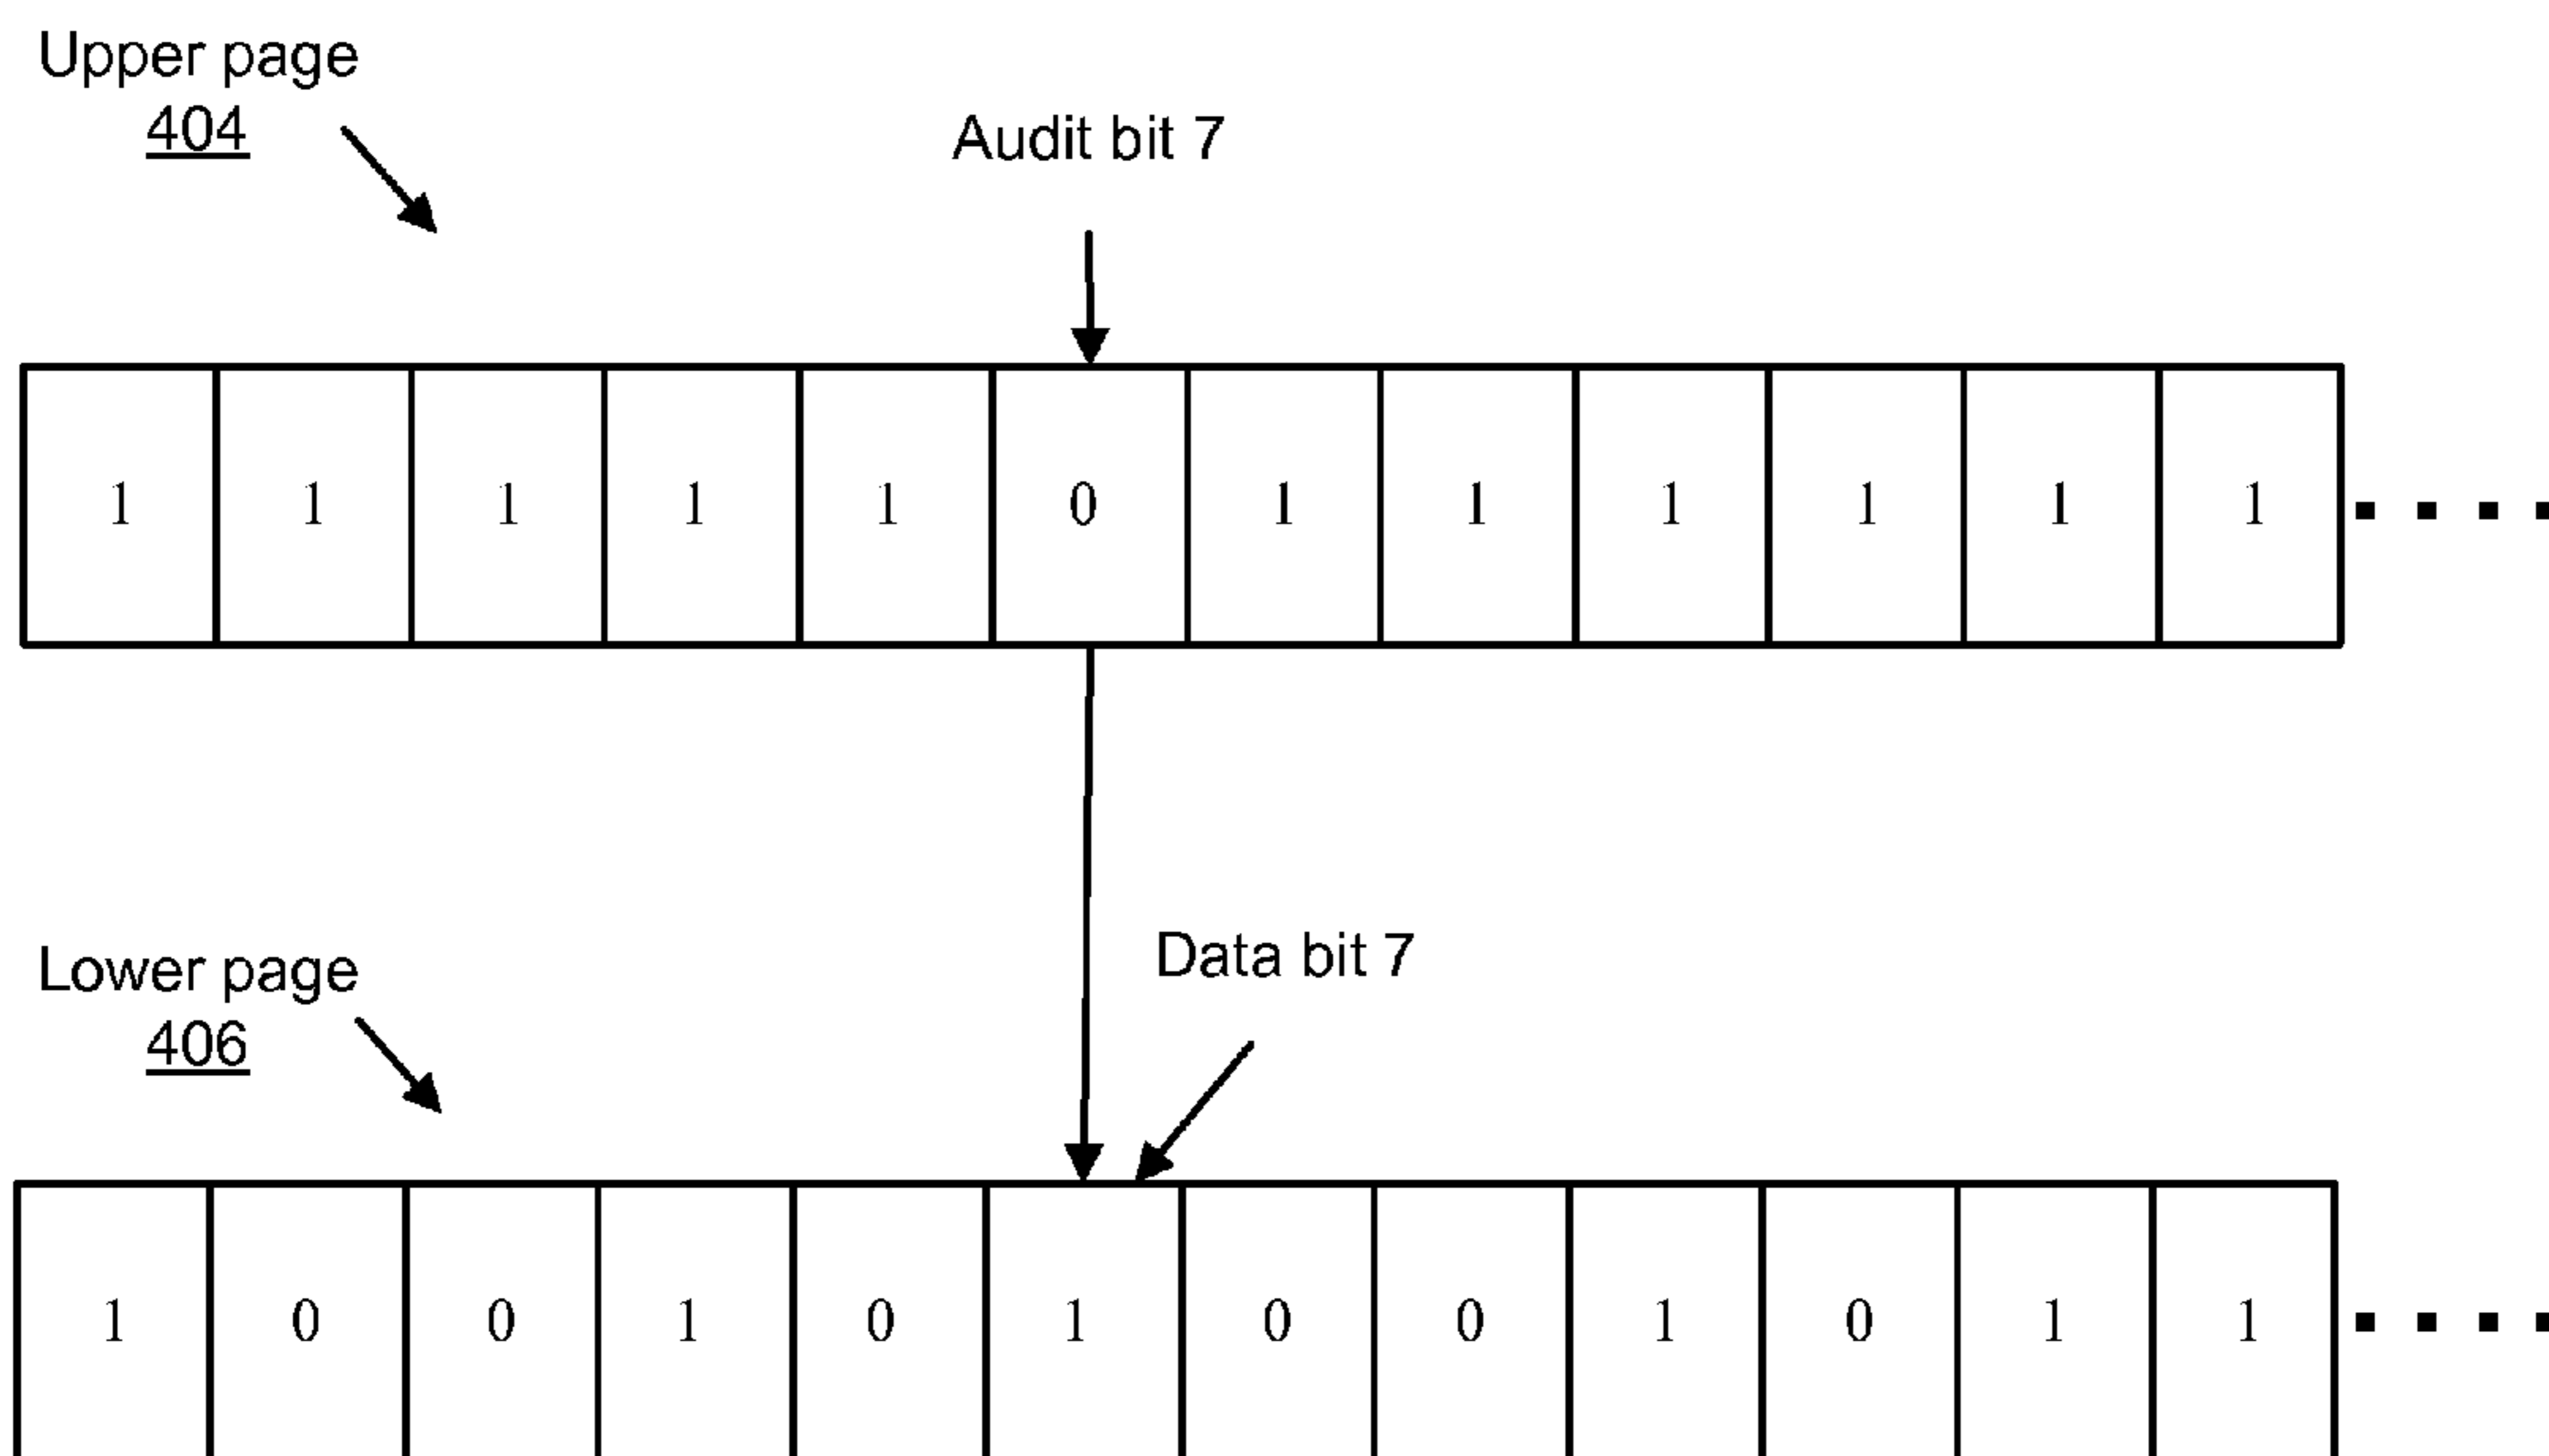 Upper page
404
Audit bit 7
1 1 1 1 1 0 1 1 1 1 1 1
Lower page
406
Data bit 7
1 0 0 1 0 1 0 0 1 0 1 1